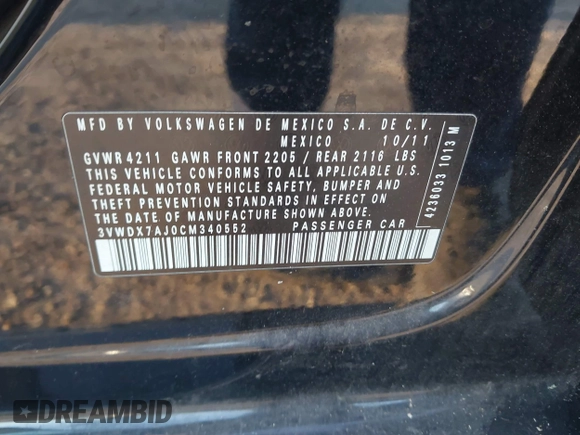 MFD BY VOLKSWAGEN DE MEXICO S.A. DE C.V.
MEXICO 10/11
GVWR 4211 GAWR FRONT 2205 / REAR 2116 LBS
THIS VEHICLE CONFORMS TO ALL APPLICABLE U.S.
FEDERAL MOTOR VEHICLE SAFETY, BUMPER AND
THEFT PREVENTION STANDARDS IN EFFECT ON
THE DATE OF MANUFACTURE SHOWN ABOVE.
3VWDX7AJ0CM340552 PASSENGER CAR
4236033 1013 M
DREAMBID